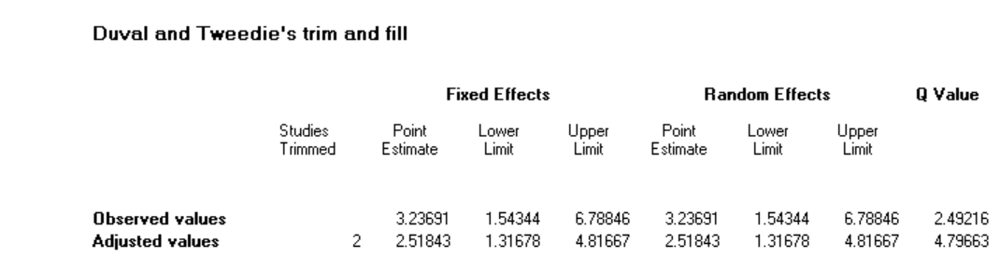 Duval and Tweedie's trim and fill
Fixed Effects Random Effects Q Value
Studies Point Lower Upper Point Lower Upper
Trimmed Estimate Limit Limit Estimate Limit Limit
Observed values 3.23691 1.54344 6.78846 3.23691 1.54344 6.78846 2.49216
Adjusted values 2 2.51843 1.31678 4.81667 2.51843 1.31678 4.81667 4.79663